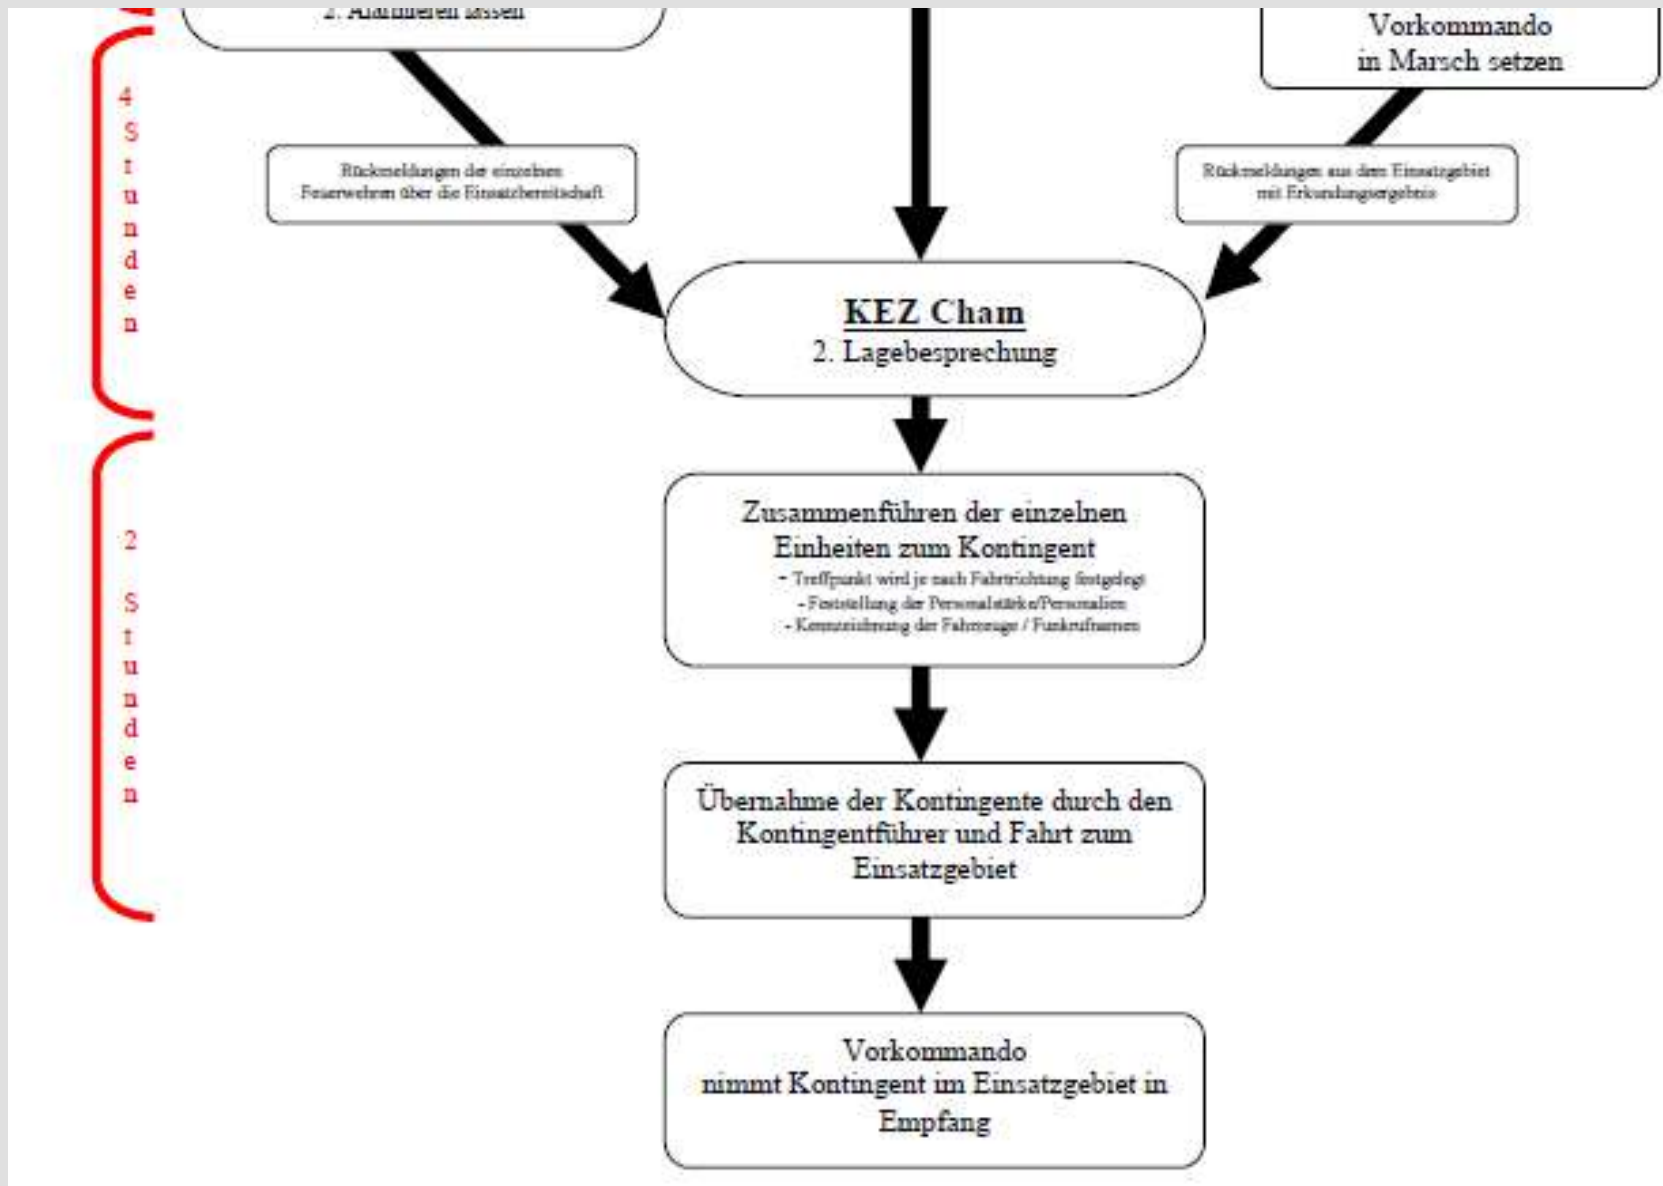 2. Alarmieren lassen
Vorkommando
in Marsch setzen
4
S
t
u
n
d
e
n
Rückmeldungen der einzelnen
Feuerwehren über die Einsatzbereitschaft
Rückmeldungen aus dem Einsatzgebiet
mit Erkundungsergebnis
KEZ Cham
2. Lagebesprechung
2
S
t
u
n
d
e
n
Zusammenführen der einzelnen
Einheiten zum Kontingent
- Treffpunkt wird je nach Fahrtrichtung festgelegt
- Feststellung der Personalstärke/Personalien
- Kennzeichnung der Fahrzeuge / Funkrufnamen
Übernahme der Kontingente durch den
Kontingentführer und Fahrt zum
Einsatzgebiet
Vorkommando
nimmt Kontingent im Einsatzgebiet in
Empfang